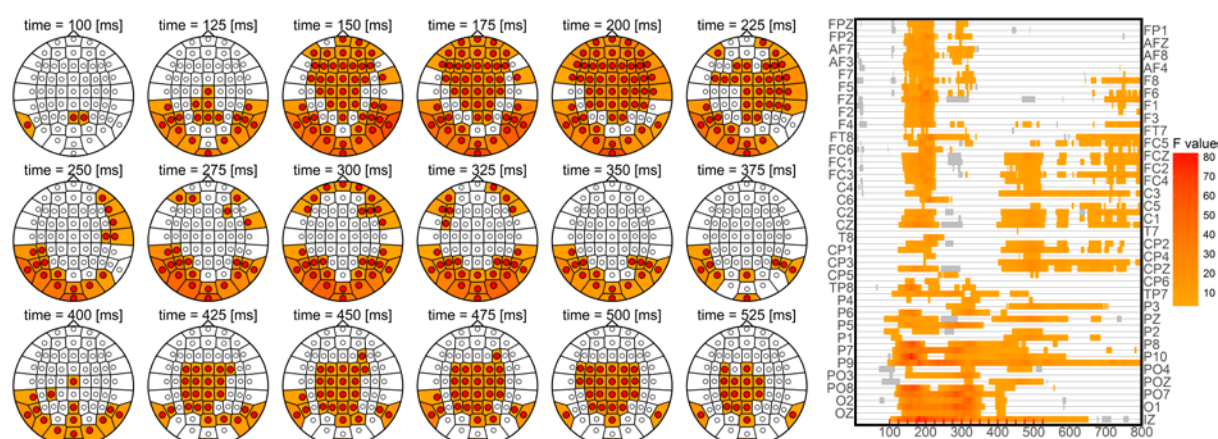 time = 100 [ms] time = 125 [ms] time = 150 [ms] time = 175 [ms] time = 200 [ms] time = 225 [ms]
time = 250 [ms] time = 275 [ms] time = 300 [ms] time = 325 [ms] time = 350 [ms] time = 375 [ms]
time = 400 [ms] time = 425 [ms] time = 450 [ms] time = 475 [ms] time = 500 [ms] time = 525 [ms]
FPZ
FP2
AF7
AF3
F7
F5
FZ
F2
F4
FT8
FC6
FC1
FC3
C4
C6
C2
CZ
T8
CP1
CP3
CP5
TP8
P4
P6
P5
P1
P7
P9
PO3
PO8
O2
OZ
FP1
AFZ
AF8
AF4
F8
F6
F1
F3
FT7
FC5
FCZ
FC2
FC4
C3
C5
C1
T7
CP2
CP4
CPZ
CP6
TP7
P3
PZ
P2
P8
P10
PO4
POZ
PO7
O1
IZ
100 200 300 400 500 600 700 800
F values
80
70
60
50
40
30
20
10